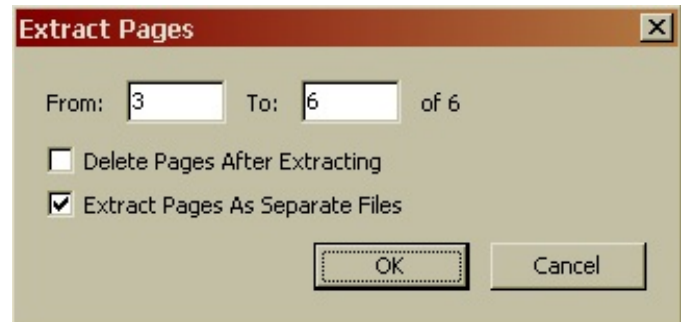 Extract Pages
From: 3 To: 6 of 6
Delete Pages After Extracting
Extract Pages As Separate Files
OK Cancel